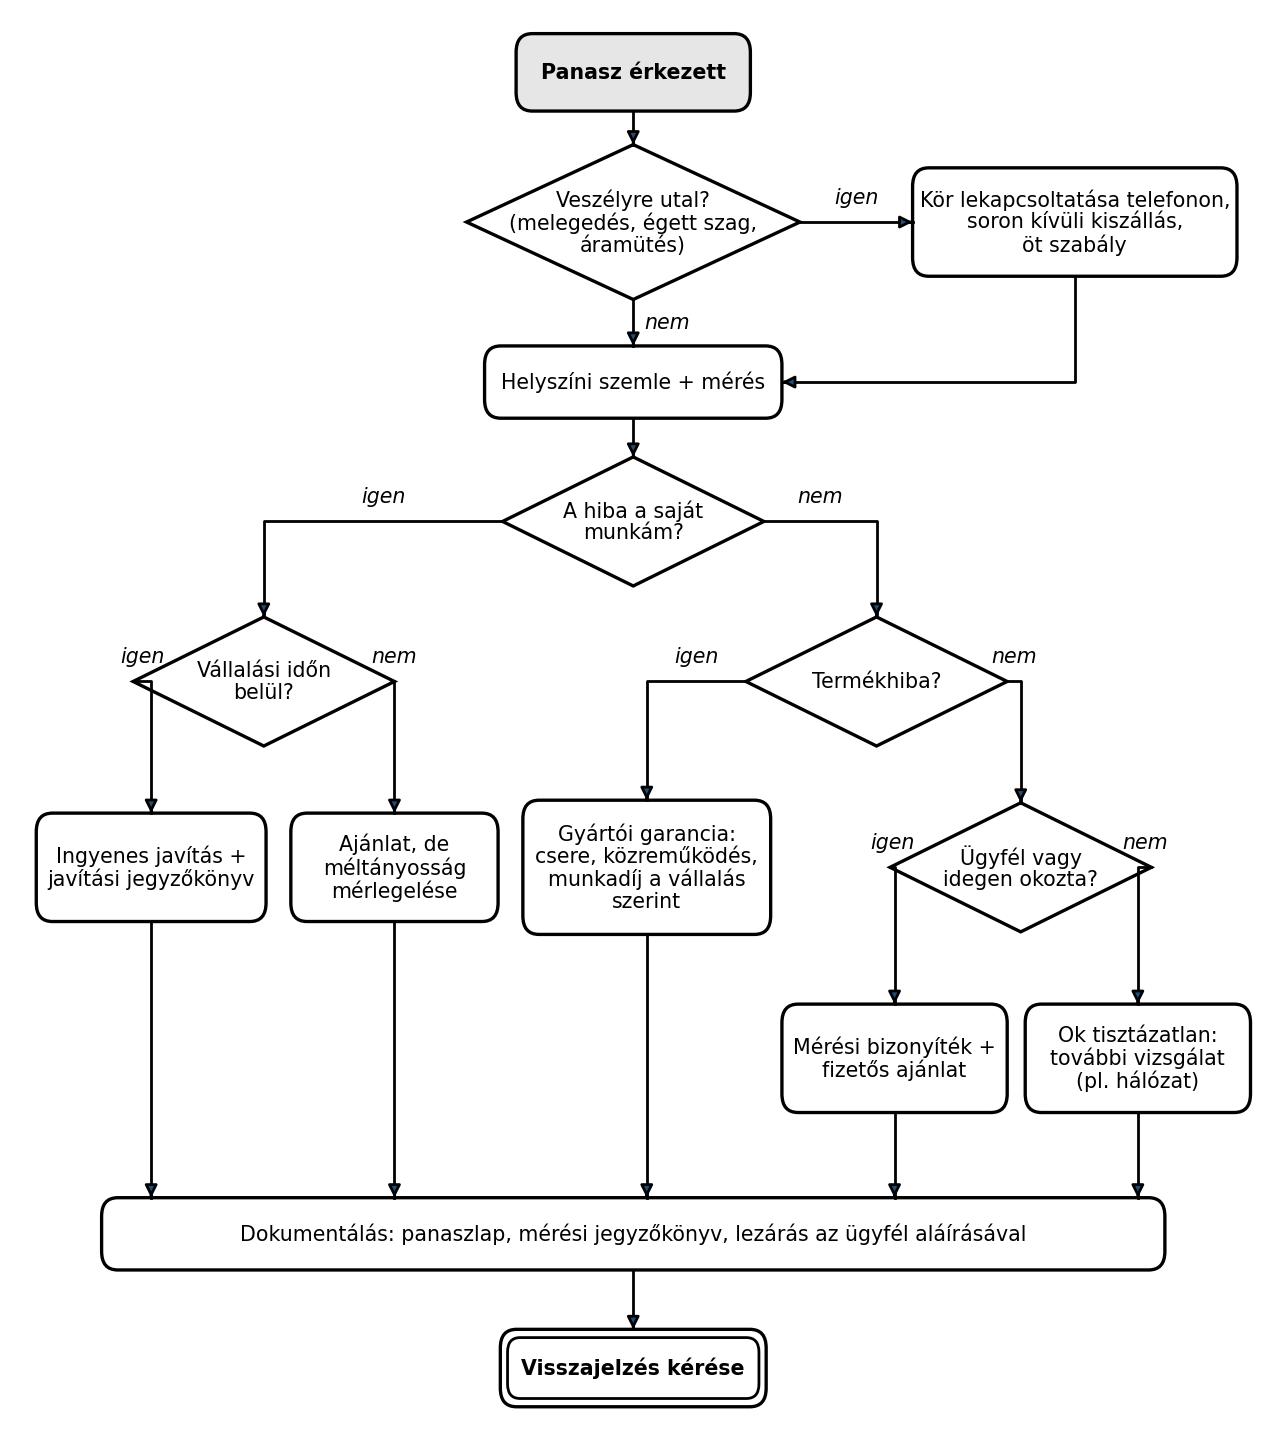 Panasz érkezett
Veszélyre utal?
(melegedés, égett szag,
áramütés)
igen
Kör lekapcsoltatása telefonon,
soron kívüli kiszállás,
öt szabály
nem
Helyszíni szemle + mérés
A hiba a saját
munkám?
igen
nem
Vállalási időn
belül?
igen
nem
Termékhiba?
igen
nem
Ingyenes javítás +
javítási jegyzőkönyv
Ajánlat, de
méltányosság
mérlegelése
Gyártói garancia:
csere, közreműködés,
munkadíj a vállalás
szerint
Ügyfél vagy
idegen okozta?
igen
nem
Mérési bizonyíték +
fizetős ajánlat
Ok tisztázatlan:
további vizsgálat
(pl. hálózat)
Dokumentálás: panaszlap, mérési jegyzőkönyv, lezárás az ügyfél aláírásával
Visszajelzés kérése